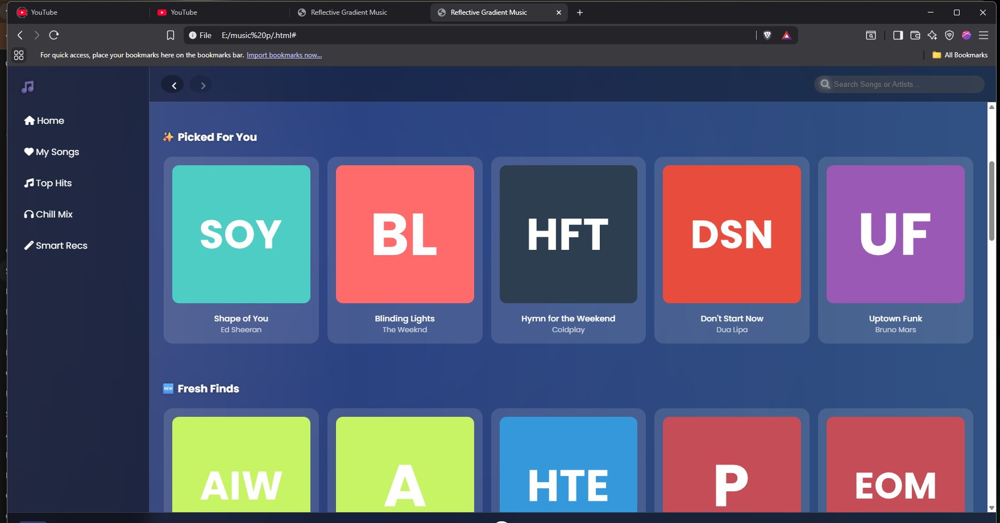 YouTube
YouTube
Reflective Gradient Music
Reflective Gradient Music
File E:/music%20p/.html#
For quick access, place your bookmarks here on the bookmarks bar. Import bookmarks now...
All Bookmarks
Search Songs or Artists...
Home
My Songs
Top Hits
Chill Mix
Smart Recs
✨ Picked For You
SOY
BL
HFT
DSN
UF
Shape of You
Ed Sheeran
Blinding Lights
The Weeknd
Hymn for the Weekend
Coldplay
Don't Start Now
Dua Lipa
Uptown Funk
Bruno Mars
NEW Fresh Finds
AIW
A
HTE
P
EOM